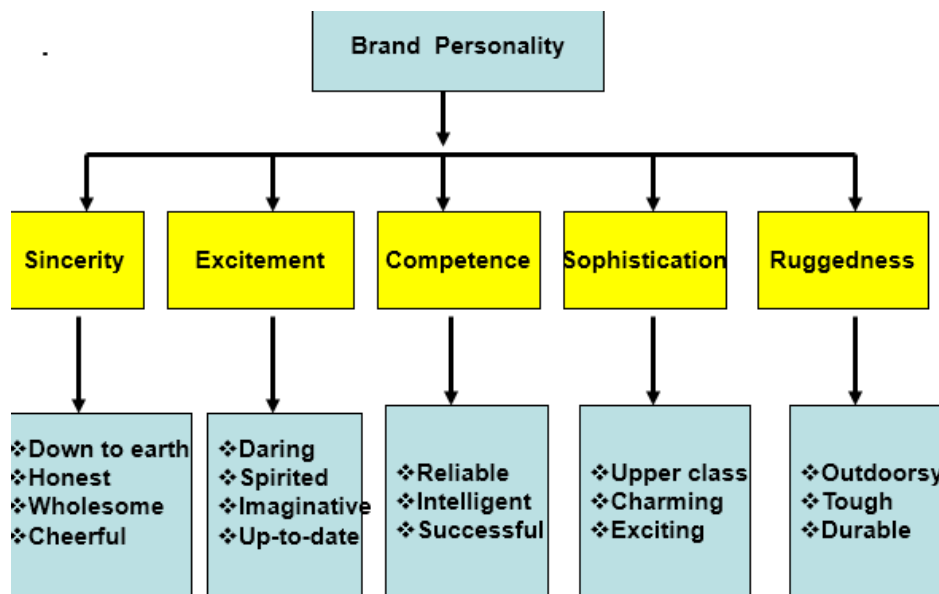 .
Brand Personality
Sincerity
Excitement
Competence
Sophistication
Ruggedness
❖Down to earth
❖Honest
❖Wholesome
❖Cheerful
❖Daring
❖Spirited
❖Imaginative
❖Up-to-date
❖Reliable
❖Intelligent
❖Successful
❖Upper class
❖Charming
❖Exciting
❖Outdoorsy
❖Tough
❖Durable